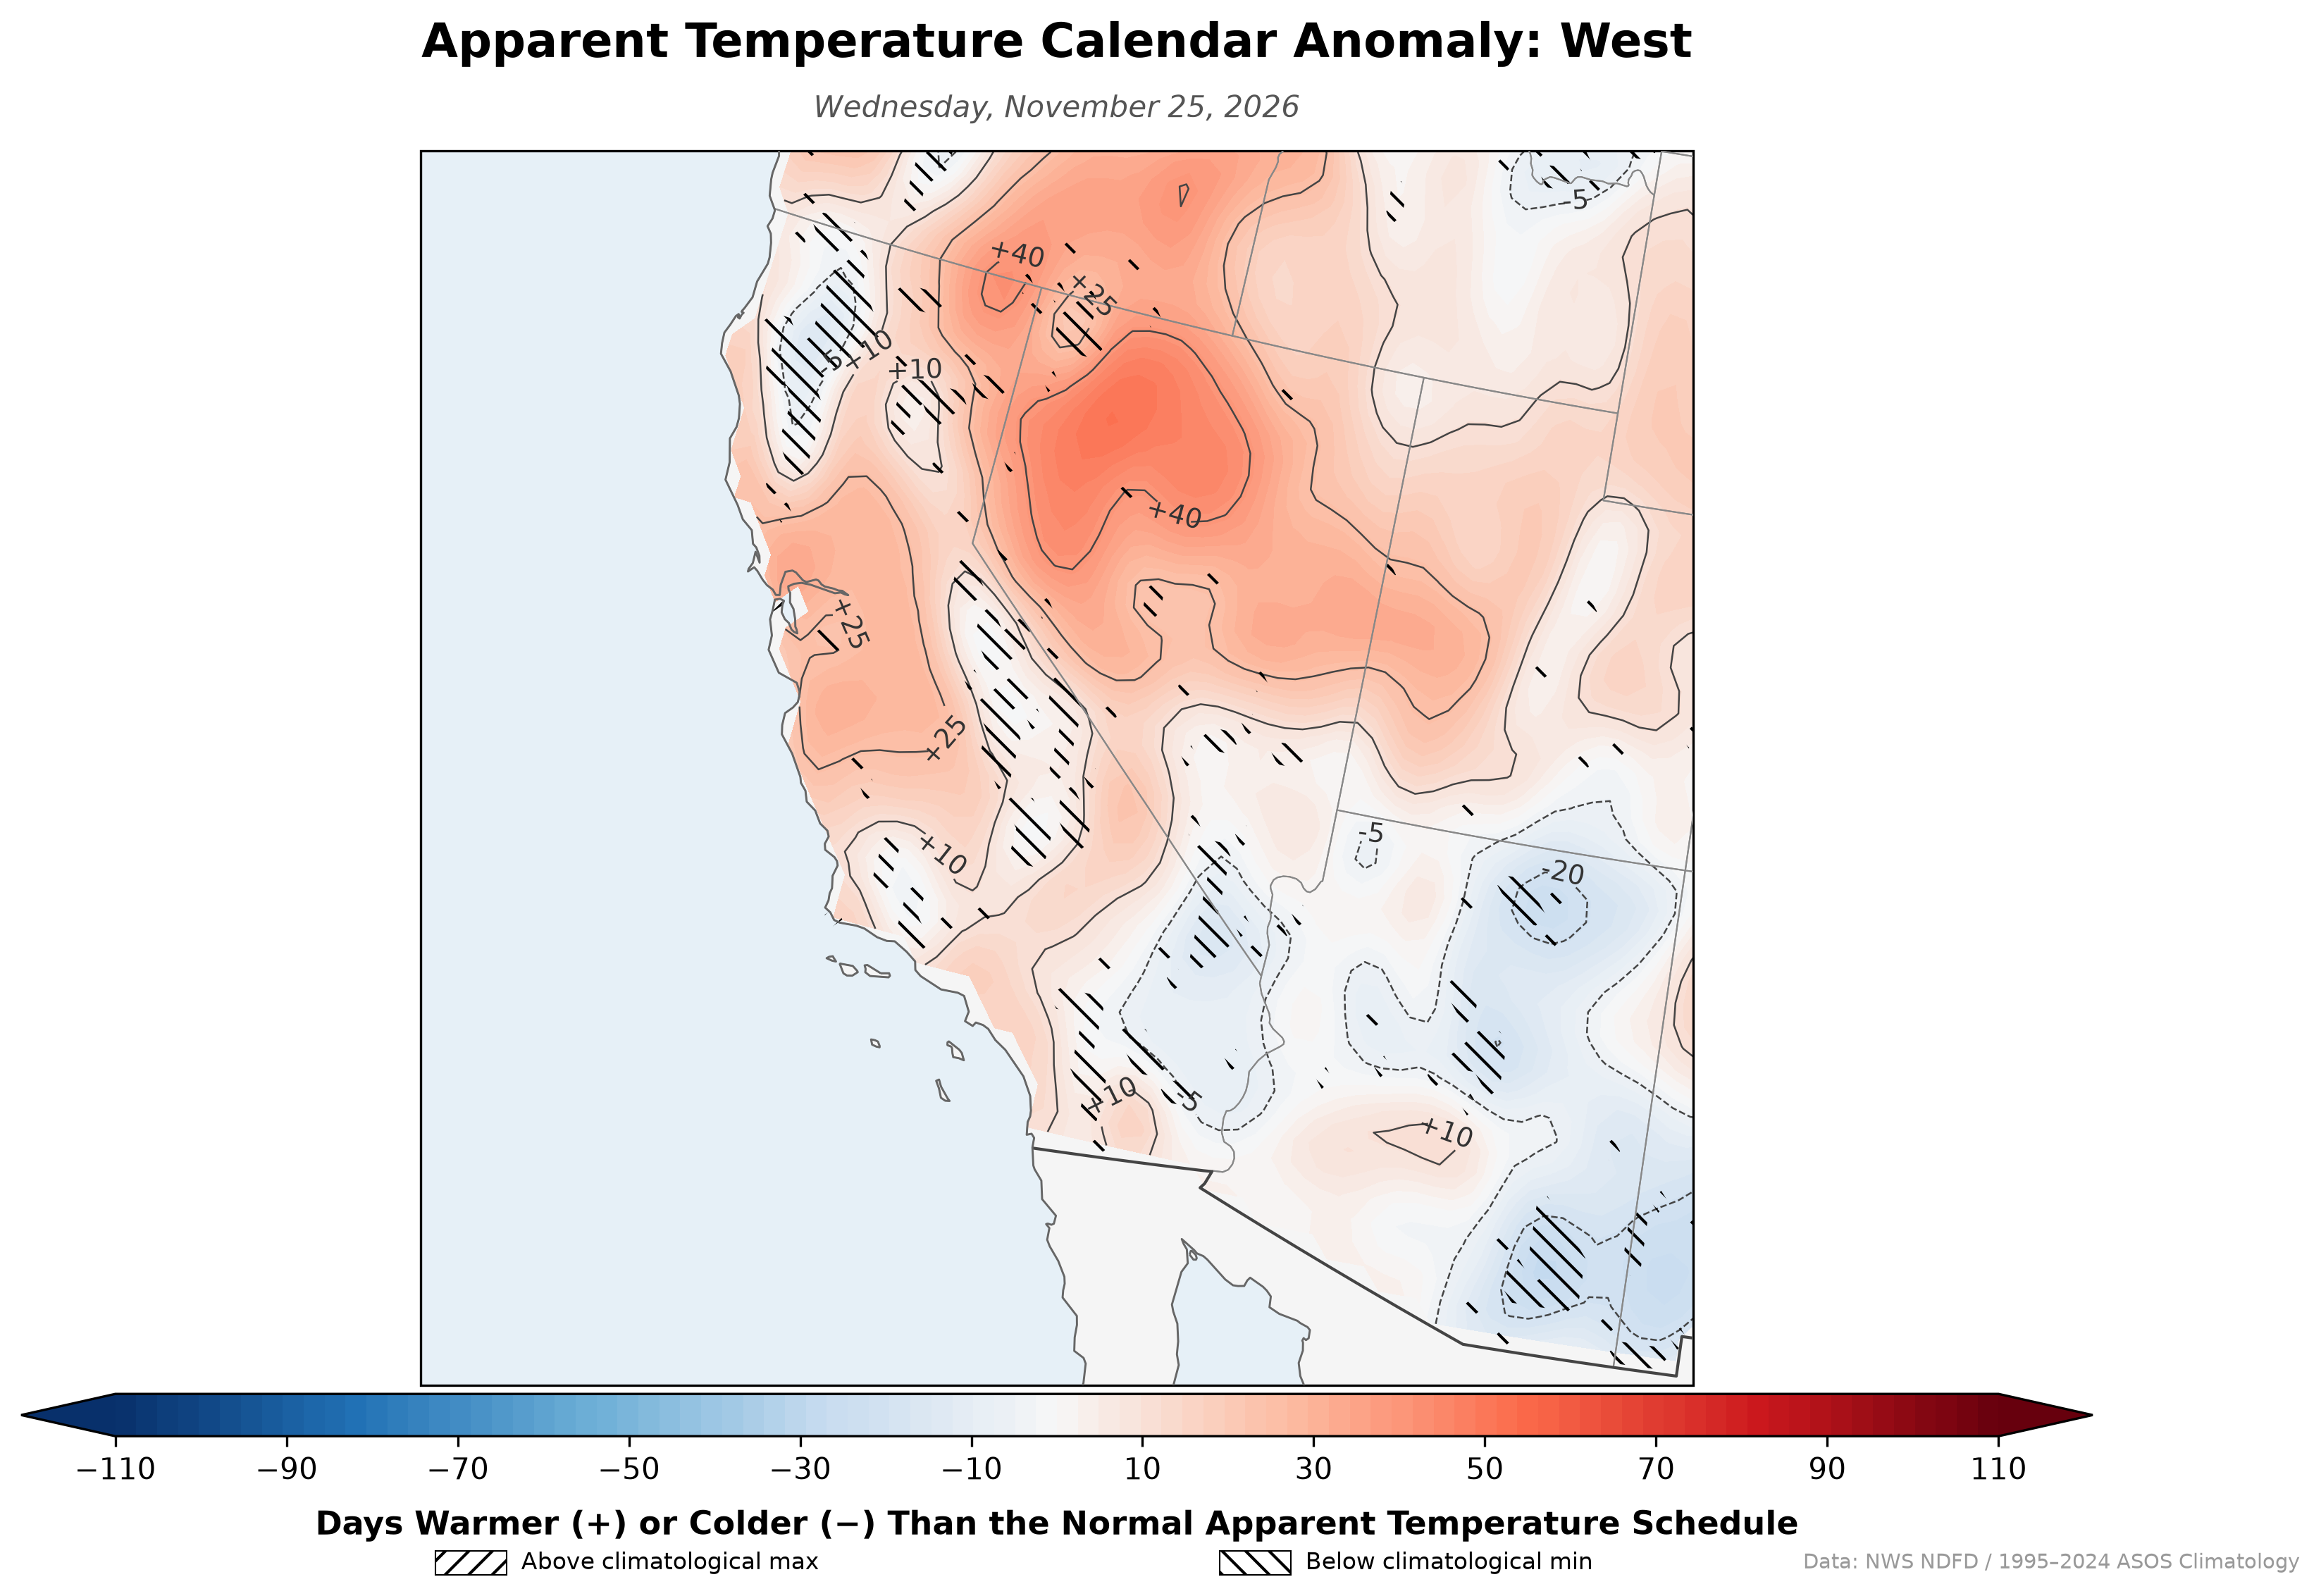 Apparent Temperature Calendar Anomaly: West
Wednesday, November 25, 2026
-5
+40
+25
-5
+10
+10
+40
+25
+25
+10
-5
-20
+10
-5
+10
−110 −90 −70 −50 −30 −10 10 30 50 70 90 110
Days Warmer (+) or Colder (−) Than the Normal Apparent Temperature Schedule
Above climatological max
Below climatological min
Data: NWS NDFD / 1995–2024 ASOS Climatology